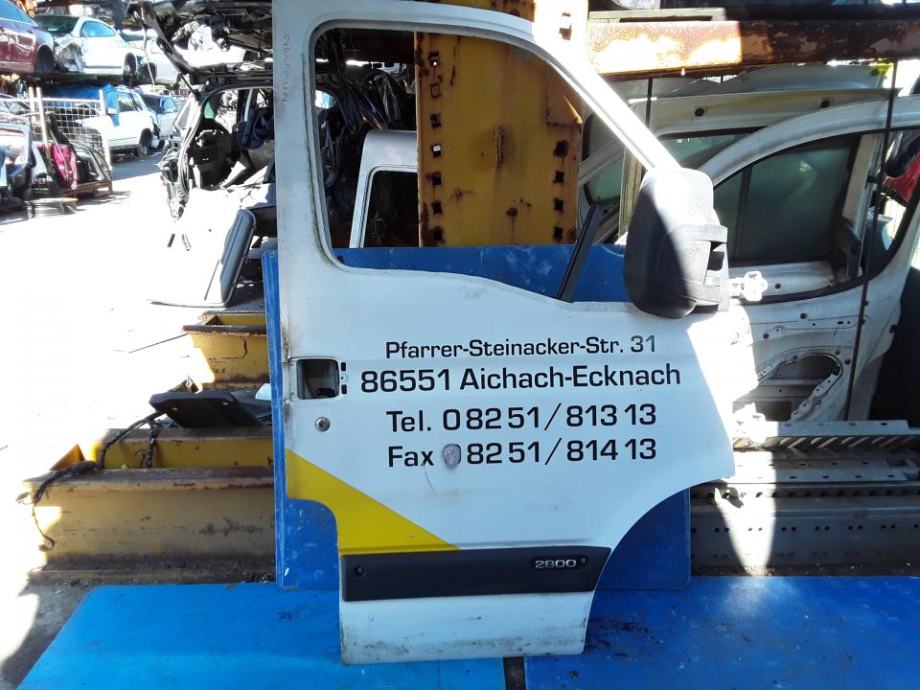 Pfarrer-Steinacker-Str. 31
86551 Aichach-Ecknach
Tel. 08251/81313
Fax 08251/81413
2800